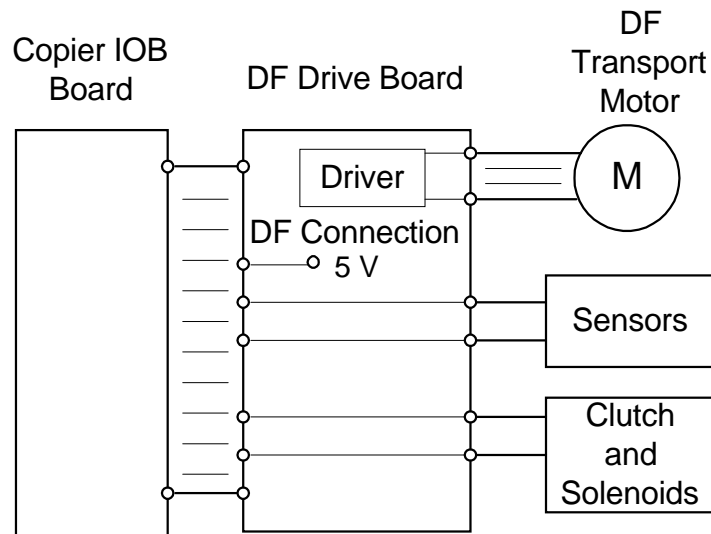 Copier IOB
Board
DF Drive Board
DF
Transport
Motor
Driver
M
DF Connection
5 V
Sensors
Clutch
and
Solenoids